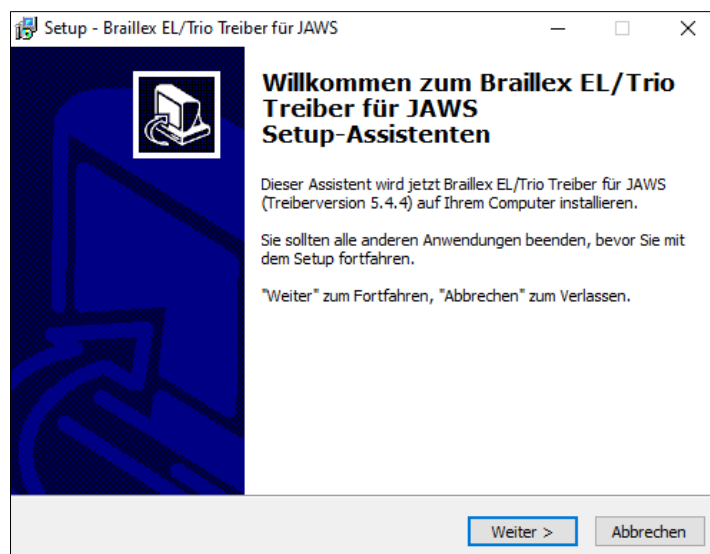 Setup - Braillex EL/Trio Treiber für JAWS
Willkommen zum Braillex EL/Trio
Treiber für JAWS
Setup-Assistenten
Dieser Assistent wird jetzt Braillex EL/Trio Treiber für JAWS
(Treiberversion 5.4.4) auf Ihrem Computer installieren.
Sie sollten alle anderen Anwendungen beenden, bevor Sie mit
dem Setup fortfahren.
"Weiter" zum Fortfahren, "Abbrechen" zum Verlassen.
Weiter >
Abbrechen